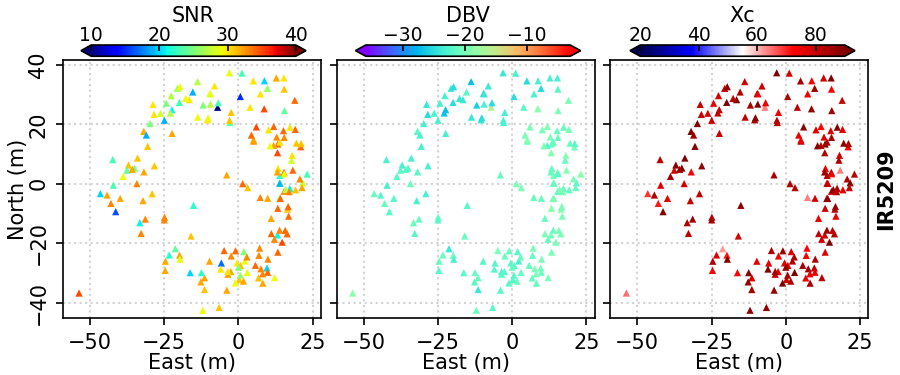 SNR DBV Xc
10 20 30 40 −30 −20 −10 20 40 60 80
40
20
0
−20
−40
North (m)
IR5209
−50 −25 0 25 −50 −25 0 25 −50 −25 0 25
East (m) East (m) East (m)